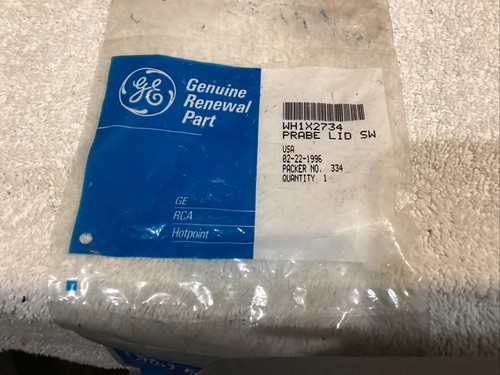 GE
Genuine
Renewal
Part
WH1X2734
PRABE LID SW
USA
02-22-1996
PACKER NO. 334
QUANTITY 1
GE
RCA
Hotpoint